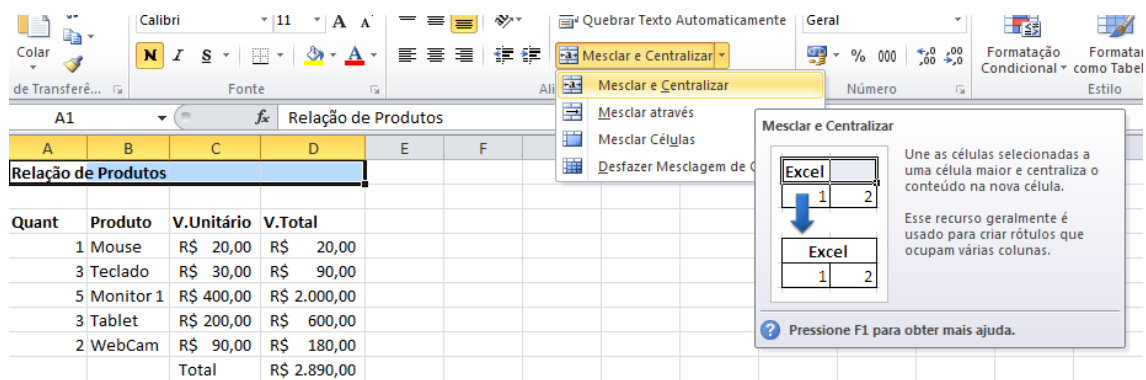 Calibri 11 A A Quebrar Texto Automaticamente Geral
Colar N I S A Mesclar e Centralizar % 000 ,00 ,00 Formatação Formatar
Condicional como Tabel
de Transferê... Fonte Ali Número Estilo
Mesclar e Centralizar
Mesclar através
Mesclar Células
Desfazer Mesclagem de C
A1 fx Relação de Produtos
A B C D E F
Relação de Produtos
Quant Produto V.Unitário V.Total
1 Mouse R$ 20,00 R$ 20,00
3 Teclado R$ 30,00 R$ 90,00
5 Monitor 1 R$ 400,00 R$ 2.000,00
3 Tablet R$ 200,00 R$ 600,00
2 WebCam R$ 90,00 R$ 180,00
Total R$ 2.890,00
Mesclar e Centralizar
Excel
1 2
Excel
1 2
Une as células selecionadas a
uma célula maior e centraliza o
conteúdo na nova célula.
Esse recurso geralmente é
usado para criar rótulos que
ocupam várias colunas.
Pressione F1 para obter mais ajuda.